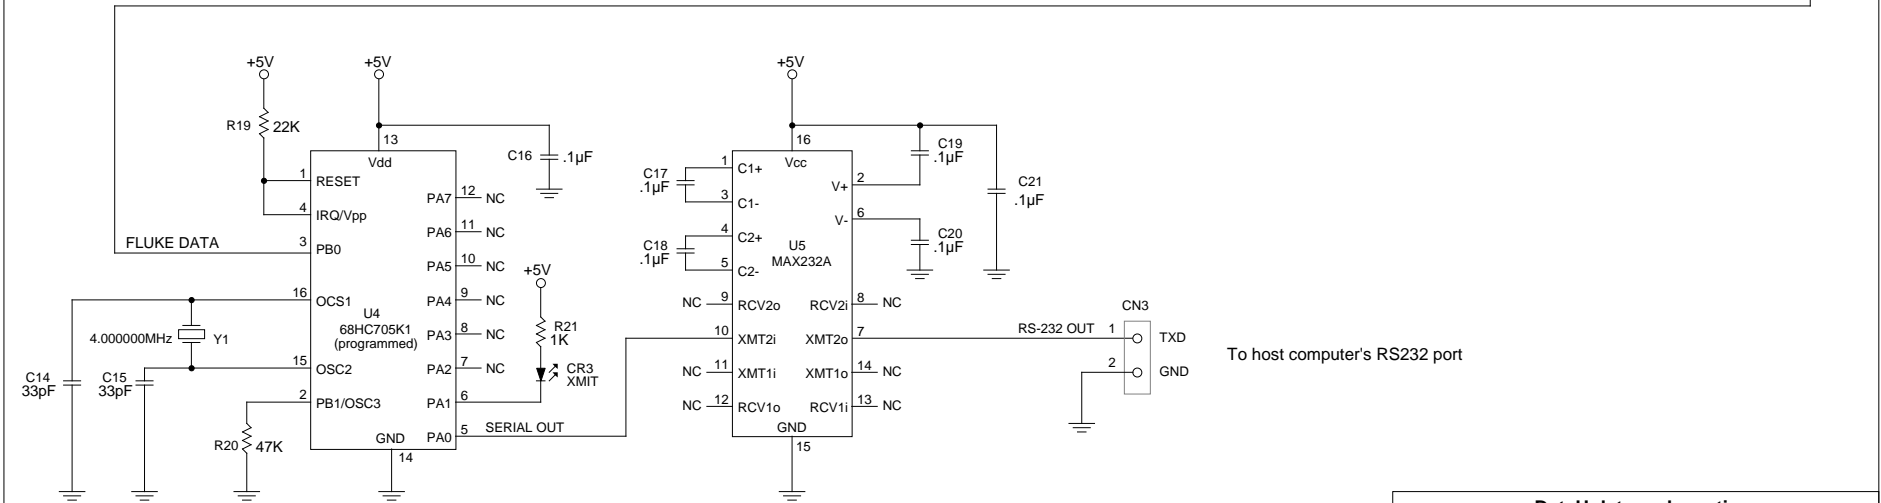 +5V
+5V
+5V
R19
22K
13
Vdd
C16
.1µF
1
RESET
4
IRQ/Vpp
3
PB0
FLUKE DATA
16
OCS1
15
OSC2
2
PB1/OSC3
U4
68HC705K1
(programmed)
PA7
12
NC
PA6
11
NC
PA5
10
NC
PA4
9
NC
PA3
8
NC
PA2
7
NC
PA1
6
PA0
5
SERIAL OUT
GND
14
4.000000MHz
Y1
C14
33pF
C15
33pF
R20
47K
+5V
R21
1K
CR3
XMIT
16
Vcc
C17
.1µF
1
C1+
3
C1-
C18
.1µF
4
C2+
5
C2-
U5
MAX232A
V+
2
V-
6
C19
.1µF
C20
.1µF
C21
.1µF
NC
9
RCV2o
RCV2i
8
NC
10
XMT2i
XMT2o
7
RS-232 OUT
NC
11
XMT1i
XMT1o
14
NC
NC
12
RCV1o
RCV1i
13
NC
GND
15
CN3
1
TXD
2
GND
To host computer's RS232 port